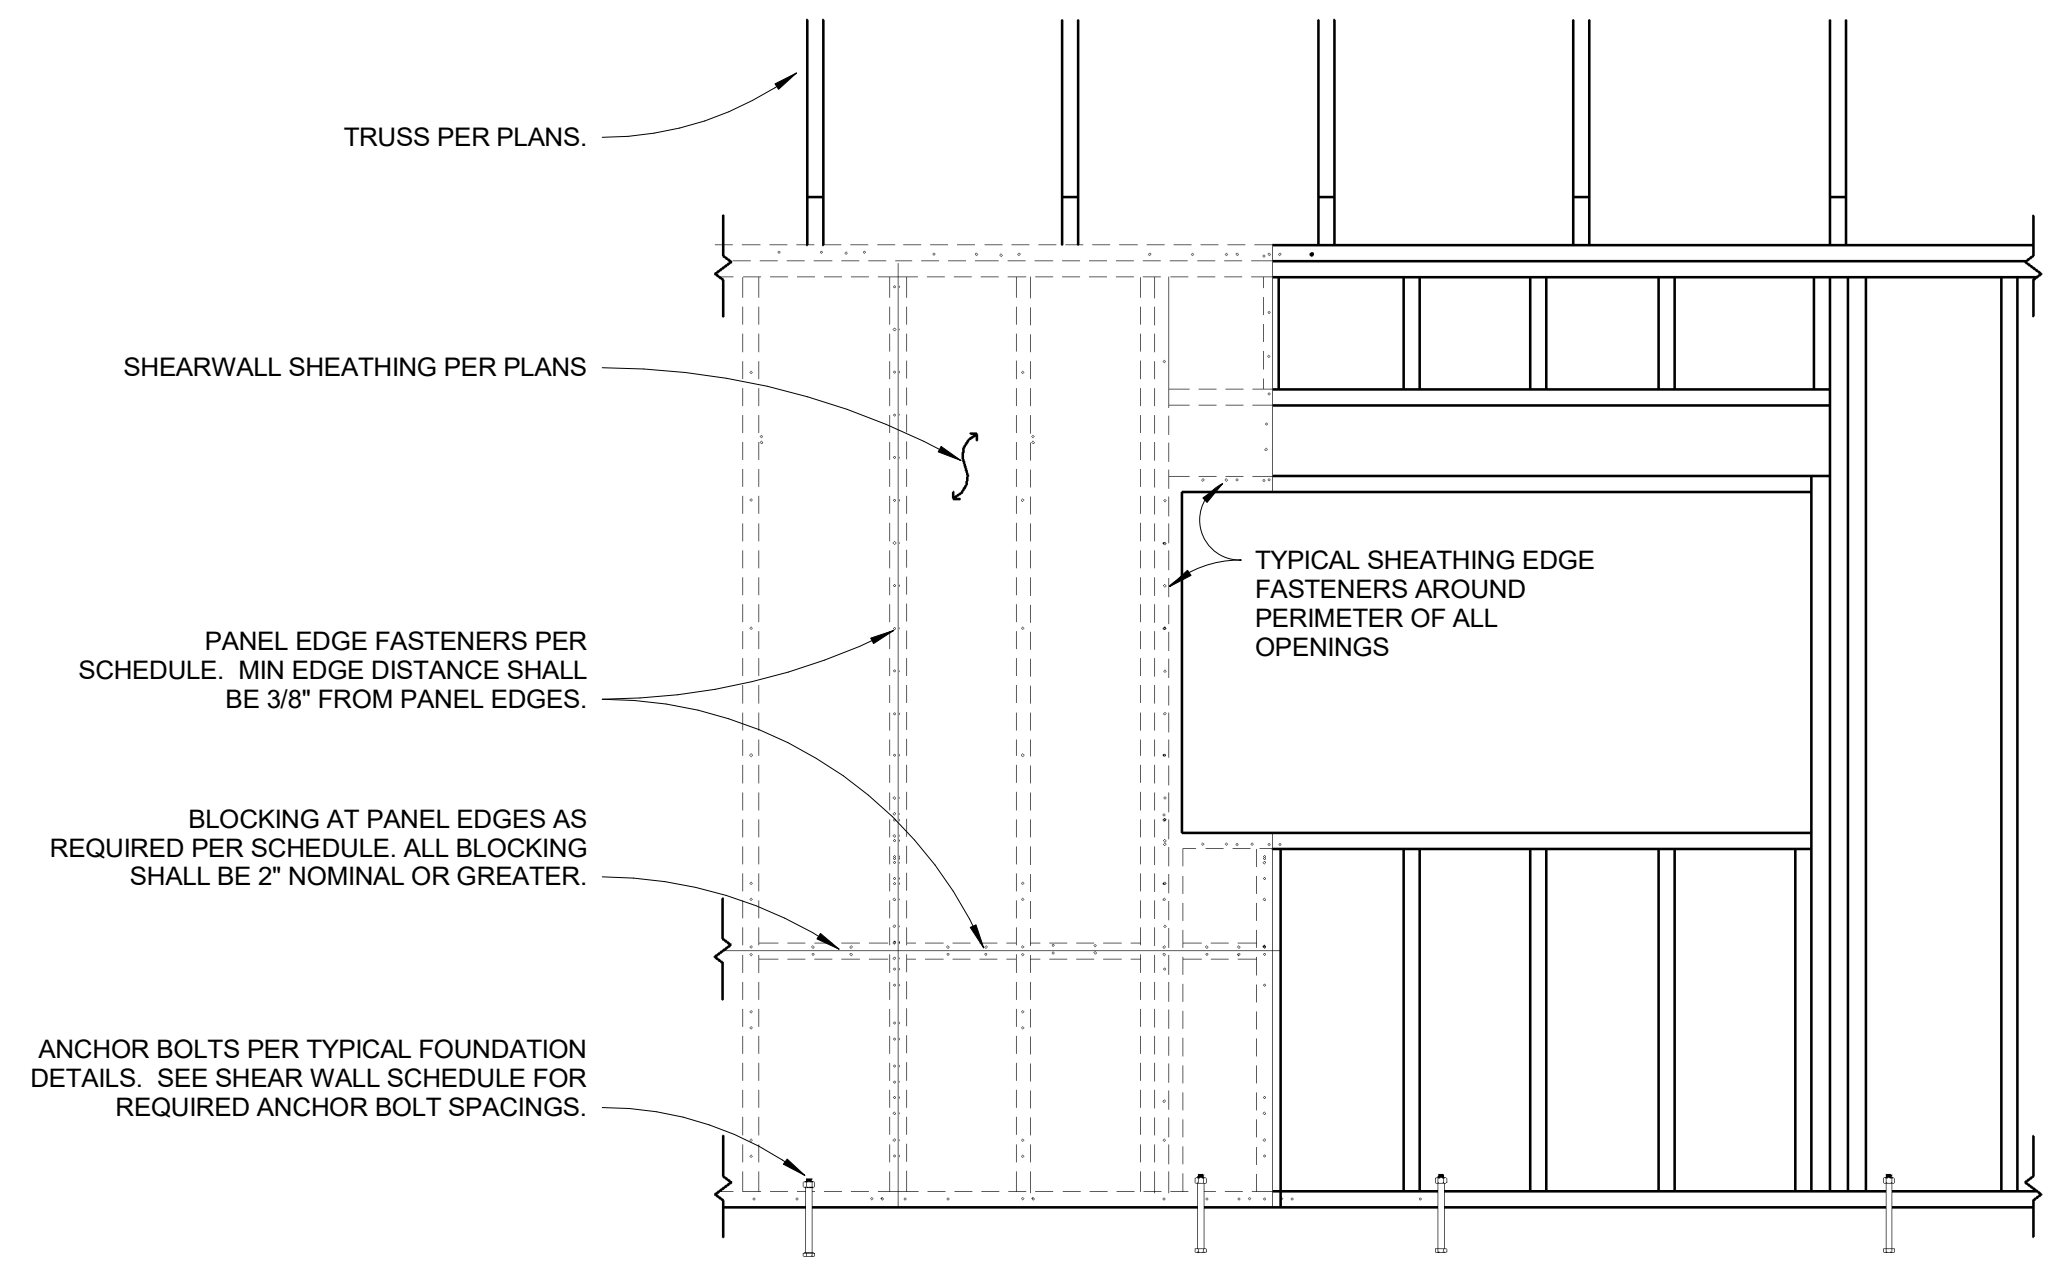 TRUSS PER PLANS.
SHEARWALL SHEATHING PER PLANS
TYPICAL SHEATHING EDGE
FASTENERS AROUND
PERIMETER OF ALL
OPENINGS
PANEL EDGE FASTENERS PER
SCHEDULE.  MIN EDGE DISTANCE SHALL
BE 3/8" FROM PANEL EDGES.
BLOCKING AT PANEL EDGES AS
REQUIRED PER SCHEDULE. ALL BLOCKING
SHALL BE 2" NOMINAL OR GREATER.
ANCHOR BOLTS PER TYPICAL FOUNDATION
DETAILS.  SEE SHEAR WALL SCHEDULE FOR
REQUIRED ANCHOR BOLT SPACINGS.